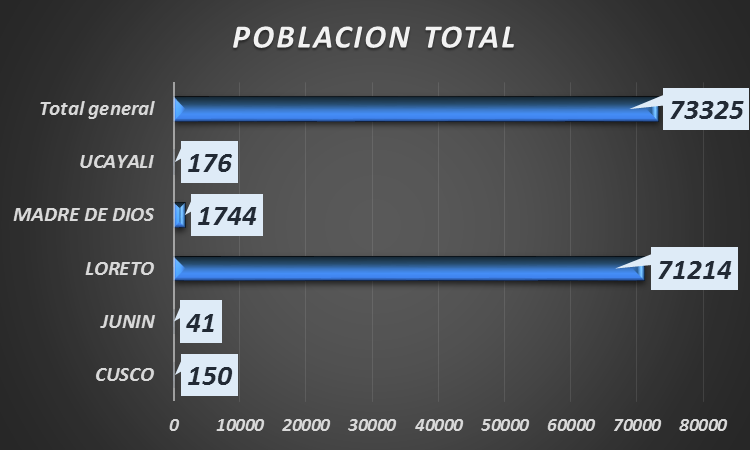 POBLACION TOTAL
Total general 73325
UCAYALI 176
MADRE DE DIOS 1744
LORETO 71214
JUNIN 41
CUSCO 150
0 10000 20000 30000 40000 50000 60000 70000 80000